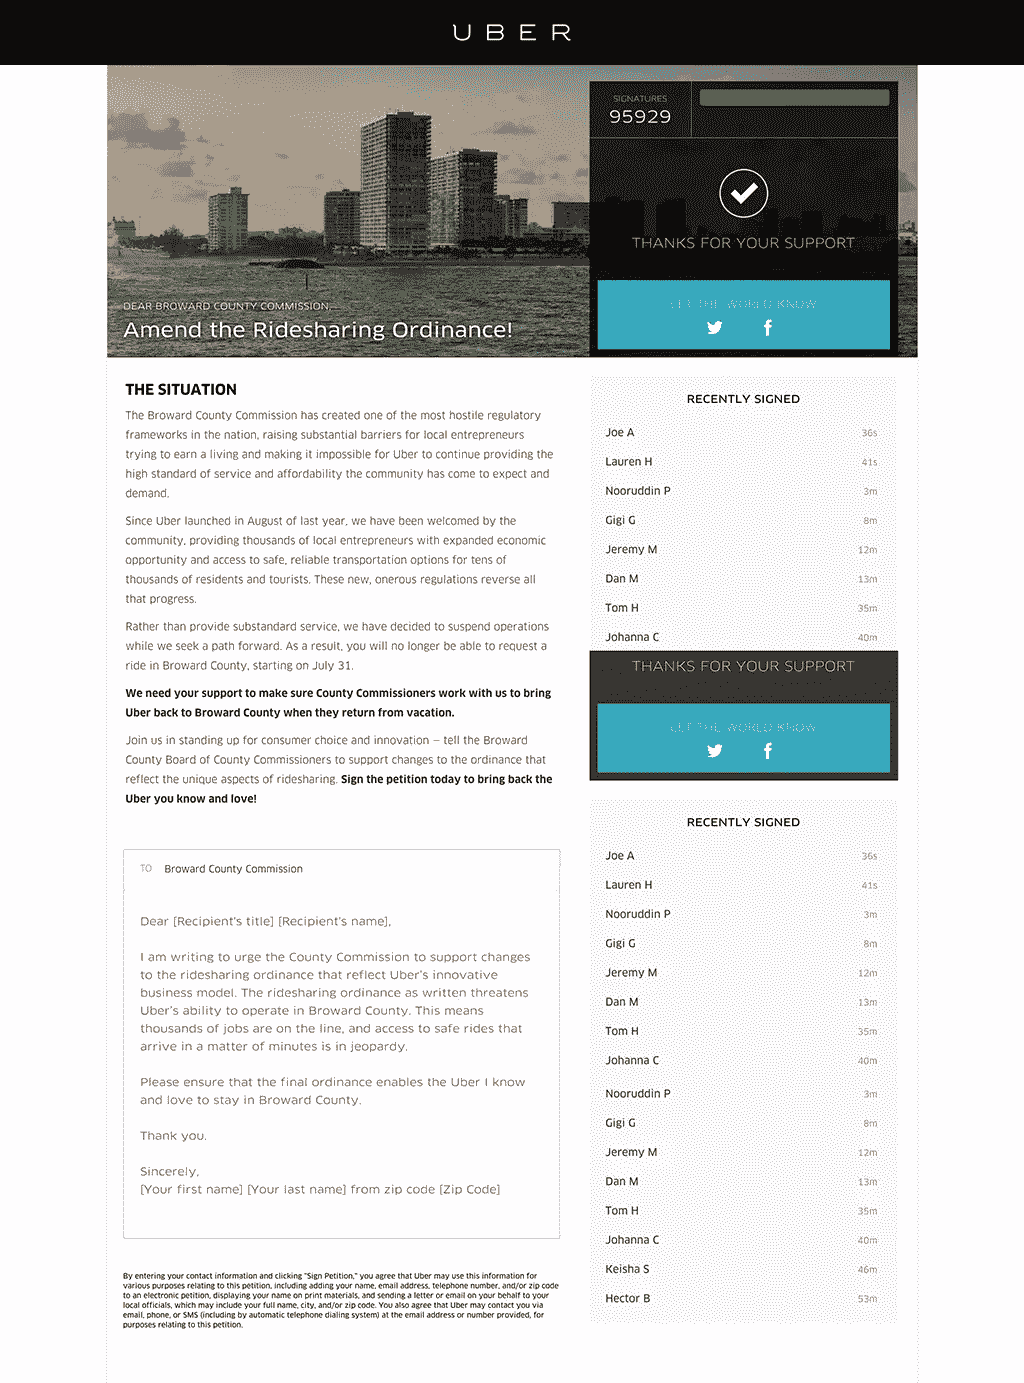 UBER
SIGNATURES
95929
THANKS FOR YOUR SUPPORT
LET THE WORLD KNOW
DEAR BROWARD COUNTY COMMISSION
Amend the Ridesharing Ordinance!
THE SITUATION
The Broward County Commission has created one of the most hostile regulatory
frameworks in the nation, raising substantial barriers for local entrepreneurs
trying to earn a living and making it impossible for Uber to continue providing the
high standard of service and affordability the community has come to expect and
demand.
Since Uber launched in August of last year, we have been welcomed by the
community, providing thousands of local entrepreneurs with expanded economic
opportunity and access to safe, reliable transportation options for tens of
thousands of residents and tourists. These new, onerous regulations reverse all
that progress.
Rather than provide substandard service, we have decided to suspend operations
while we seek a path forward. As a result, you will no longer be able to request a
ride in Broward County, starting on July 31.
We need your support to make sure County Commissioners work with us to bring
Uber back to Broward County when they return from vacation.
Join us in standing up for consumer choice and innovation – tell the Broward
County Board of County Commissioners to support changes to the ordinance that
reflect the unique aspects of ridesharing. Sign the petition today to bring back the
Uber you know and love!
TO Broward County Commission
Dear [Recipient's title] [Recipient's name],
I am writing to urge the County Commission to support changes
to the ridesharing ordinance that reflect Uber's innovative
business model. The ridesharing ordinance as written threatens
Uber's ability to operate in Broward County. This means
thousands of jobs are on the line, and access to safe rides that
arrive in a matter of minutes is in jeopardy.
Please ensure that the final ordinance enables the Uber I know
and love to stay in Broward County.
Thank you.
Sincerely,
[Your first name] [Your last name] from zip code [Zip Code]
By entering your contact information and clicking "Sign Petition," you agree that Uber may use this information for
various purposes relating to this petition, including adding your name, email address, telephone number, and/or zip code
to an electronic petition, displaying your name on print materials, and sending a letter or email on your behalf to your
local officials, which may include your full name, city, and/or zip code. You also agree that Uber may contact you via
email, phone, or SMS (including by automatic telephone dialing system) at the email address or number provided, for
purposes relating to this petition.
RECENTLY SIGNED
Joe A 36s
Lauren H 41s
Nooruddin P 3m
Gigi G 8m
Jeremy M 12m
Dan M 13m
Tom H 35m
Johanna C 40m
THANKS FOR YOUR SUPPORT
LET THE WORLD KNOW
RECENTLY SIGNED
Joe A 36s
Lauren H 41s
Nooruddin P 3m
Gigi G 8m
Jeremy M 12m
Dan M 13m
Tom H 35m
Johanna C 40m
Nooruddin P 3m
Gigi G 8m
Jeremy M 12m
Dan M 13m
Tom H 35m
Johanna C 40m
Keisha S 46m
Hector B 53m